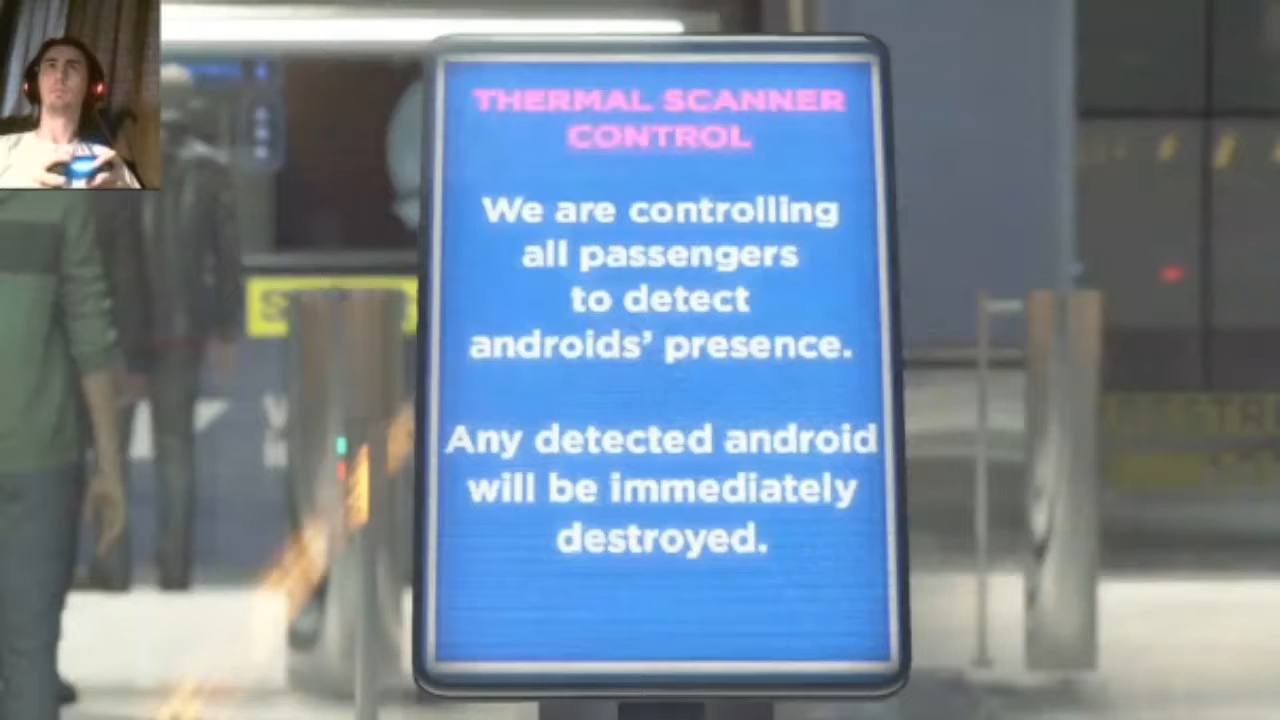 THERMAL SCANNER
CONTROL
We are controlling
all passengers
to detect
androids' presence.
Any detected android
will be immediately
destroyed.